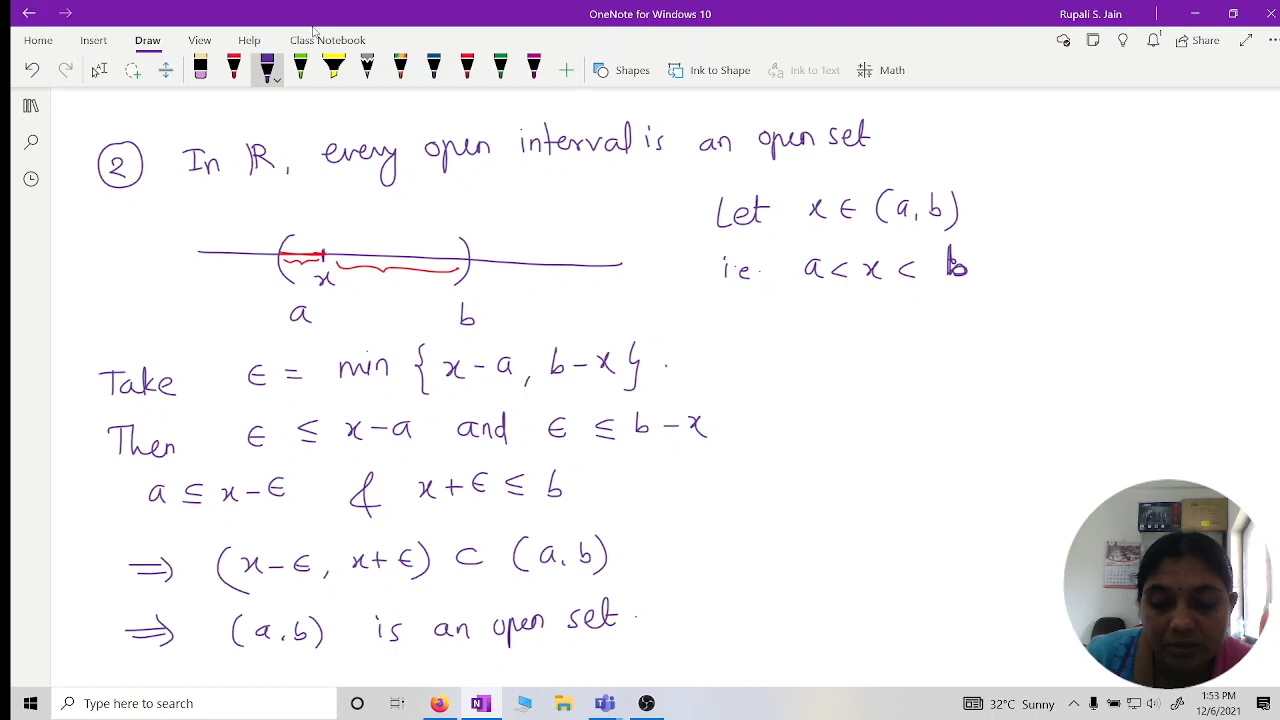 OneNote for Windows 10
Rupali S. Jain
Home Insert Draw View Help Class Notebook
Share
Shapes Ink to Shape Ink to Text Math
② In ℝ, every open interval is an open set
Let x ∈ (a, b)
i.e. a < x < b
x
a b
Take ϵ = min { x - a, b - x } .
Then ϵ ≤ x - a and ϵ ≤ b - x
a ≤ x - ϵ & x + ϵ ≤ b
⇒ (x - ϵ, x + ϵ) ⊂ (a, b)
⇒ (a, b) is an open set .
Type here to search
32°C Sunny
1:53 PM
12/6/2021